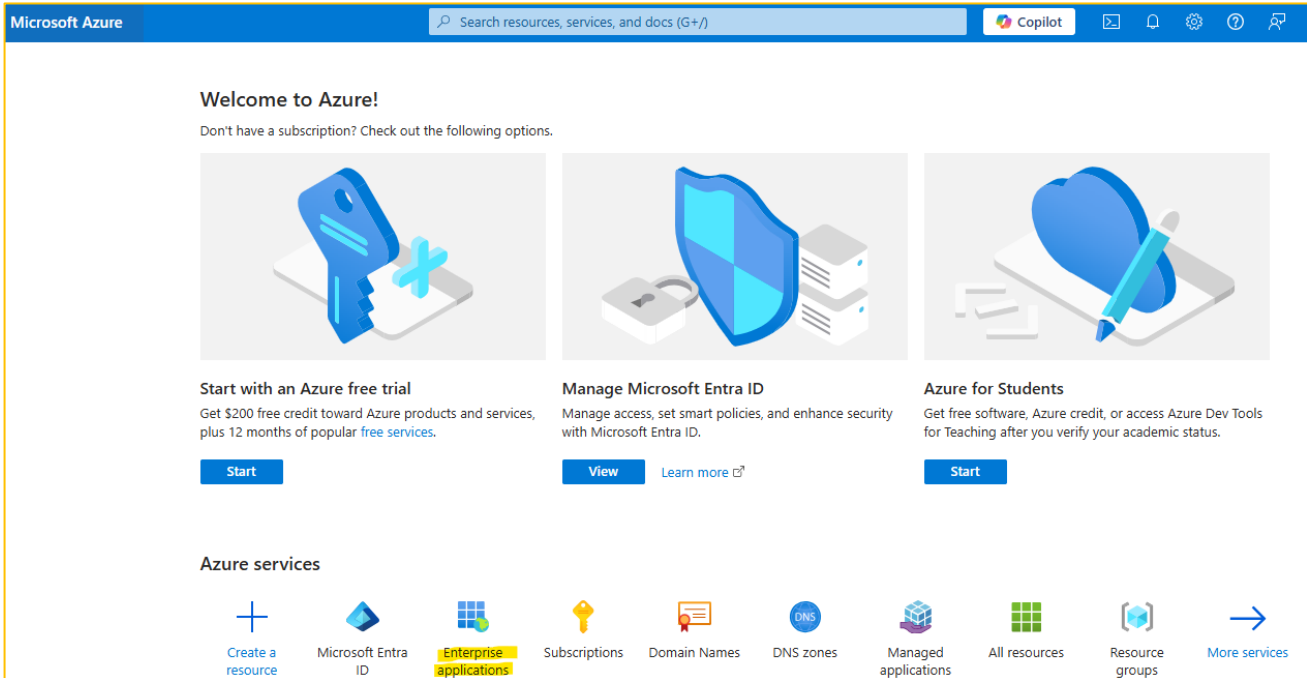 Microsoft Azure
Search resources, services, and docs (G+/)
Copilot
Welcome to Azure!
Don't have a subscription? Check out the following options.
Start with an Azure free trial
Get $200 free credit toward Azure products and services,
plus 12 months of popular free services.
Start
Manage Microsoft Entra ID
Manage access, set smart policies, and enhance security
with Microsoft Entra ID.
View
Learn more
Azure for Students
Get free software, Azure credit, or access Azure Dev Tools
for Teaching after you verify your academic status.
Start
Azure services
Create a
resource
Microsoft Entra
ID
Enterprise
applications
Subscriptions
Domain Names
DNS
DNS zones
Managed
applications
All resources
Resource
groups
More services